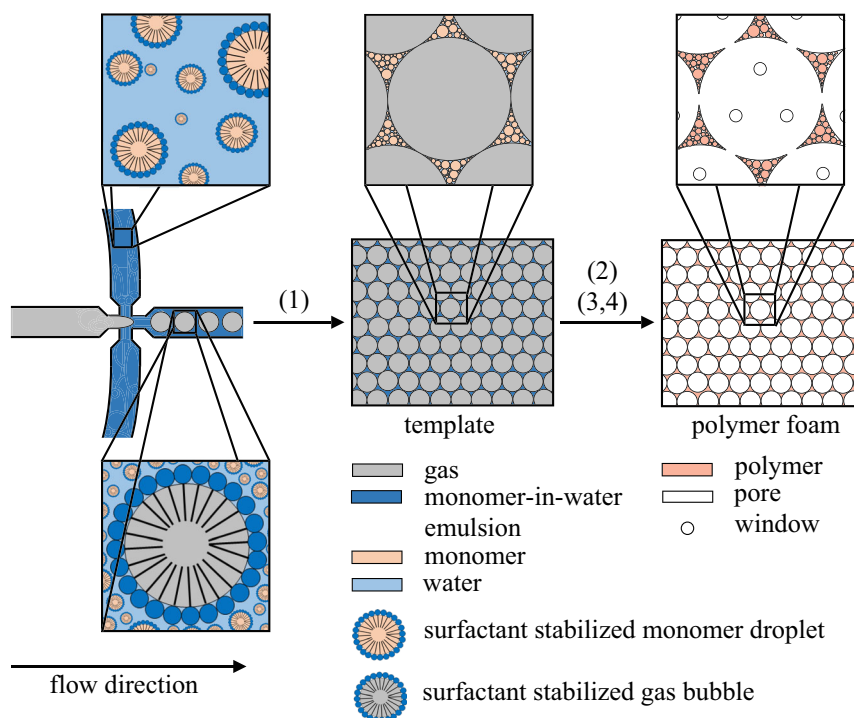 (1)
(2)
(3,4)
template
polymer foam
gas
monomer-in-water
emulsion
monomer
water
polymer
pore
window
surfactant stabilized monomer droplet
surfactant stabilized gas bubble
flow direction